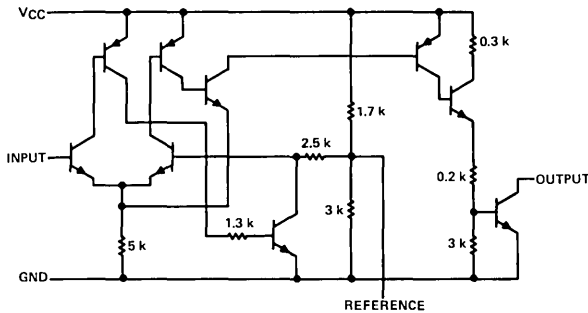 VCC
0.3 k
1.7 k
2.5 k
INPUT
0.2 k
OUTPUT
3 k
1.3 k
5 k
3 k
GND
REFERENCE